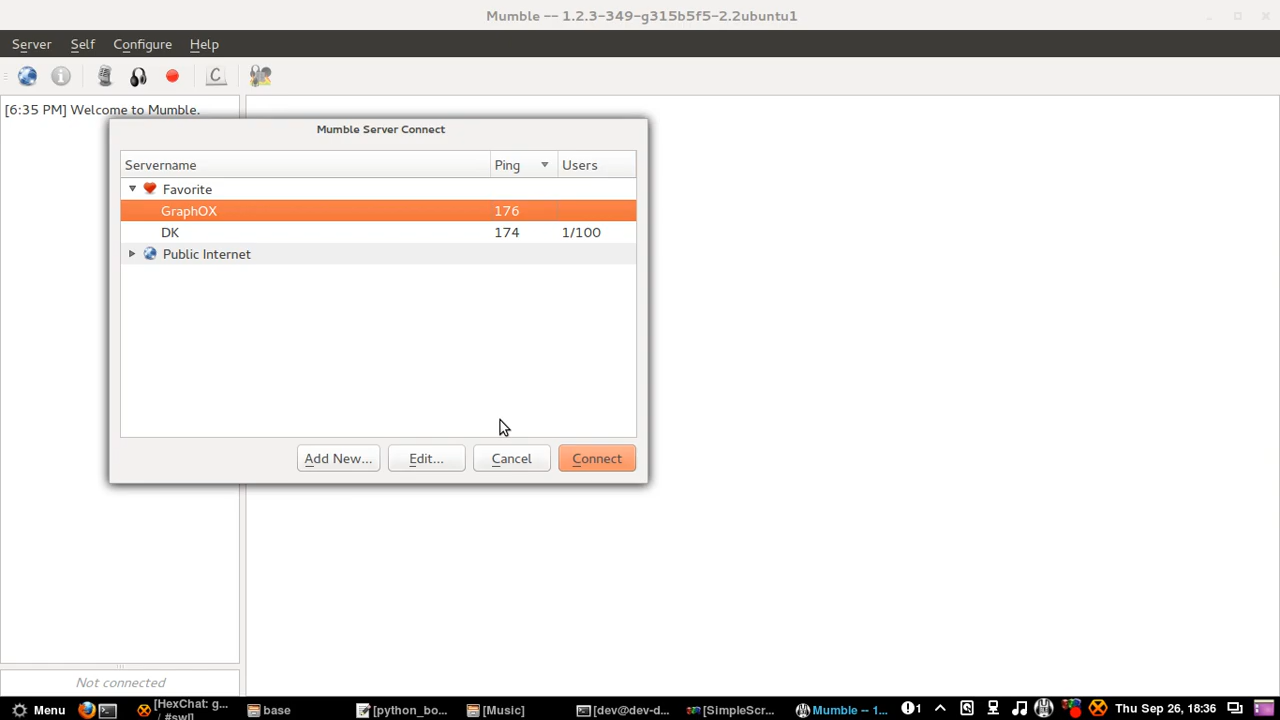 Mumble -- 1.2.3-349-g315b5f5-2.2ubuntu1
Server Self Configure Help
C
[6:35 PM] Welcome to Mumble.
Mumble Server Connect
Servername Ping Users
Favorite
GraphOX 176
DK 174 1/100
Public Internet
Add New... Edit... Cancel Connect
Not connected
Menu [HexChat: g... / #swl] base [python_bo... [Music] [dev@dev-d... [SimpleScr... Mumble -- 1... 1 Thu Sep 26, 18:36